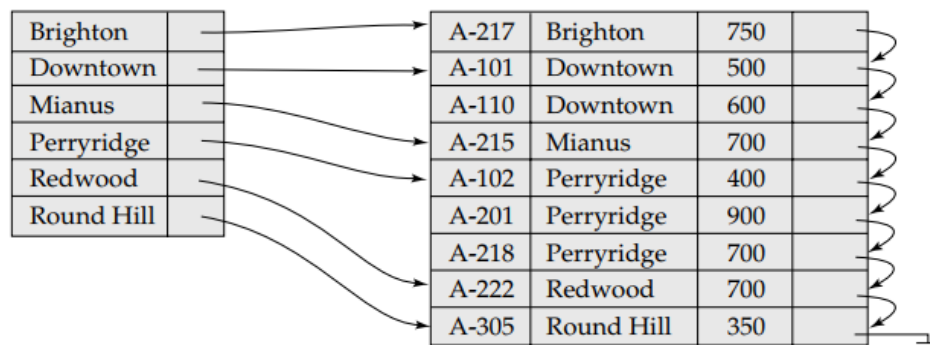 Brighton
Downtown
Mianus
Perryridge
Redwood
Round Hill
A-217 Brighton 750
A-101 Downtown 500
A-110 Downtown 600
A-215 Mianus 700
A-102 Perryridge 400
A-201 Perryridge 900
A-218 Perryridge 700
A-222 Redwood 700
A-305 Round Hill 350